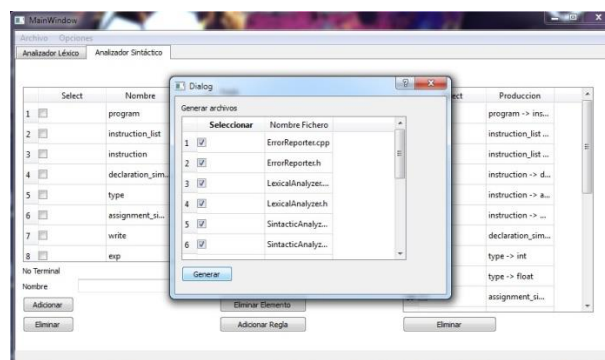 MainWindow
Archivo Opciones
Analizador Léxico Analizador Sintáctico
Select Nombre
1 program
2 instruction_list
3 instruction
4 declaration_sim...
5 type
6 assignment_si...
7 write
8 exp
No Terminal
Nombre
Adicionar
Eliminar
Dialog
Generar archivos
Seleccionar Nombre Fichero
1 ErrorReporter.cpp
2 ErrorReporter.h
3 LexicalAnalyzer....
4 LexicalAnalyzer.h
5 SintacticAnalyz...
6 SintacticAnalyz...
Generar
Eliminar Elemento
Adicionar Regla
Produccion
program -> ins...
instruction_list ...
instruction_list ...
instruction -> d...
instruction -> a...
instruction -> ...
declaration_sim...
type -> int
type -> float
assignment_si...
Eliminar